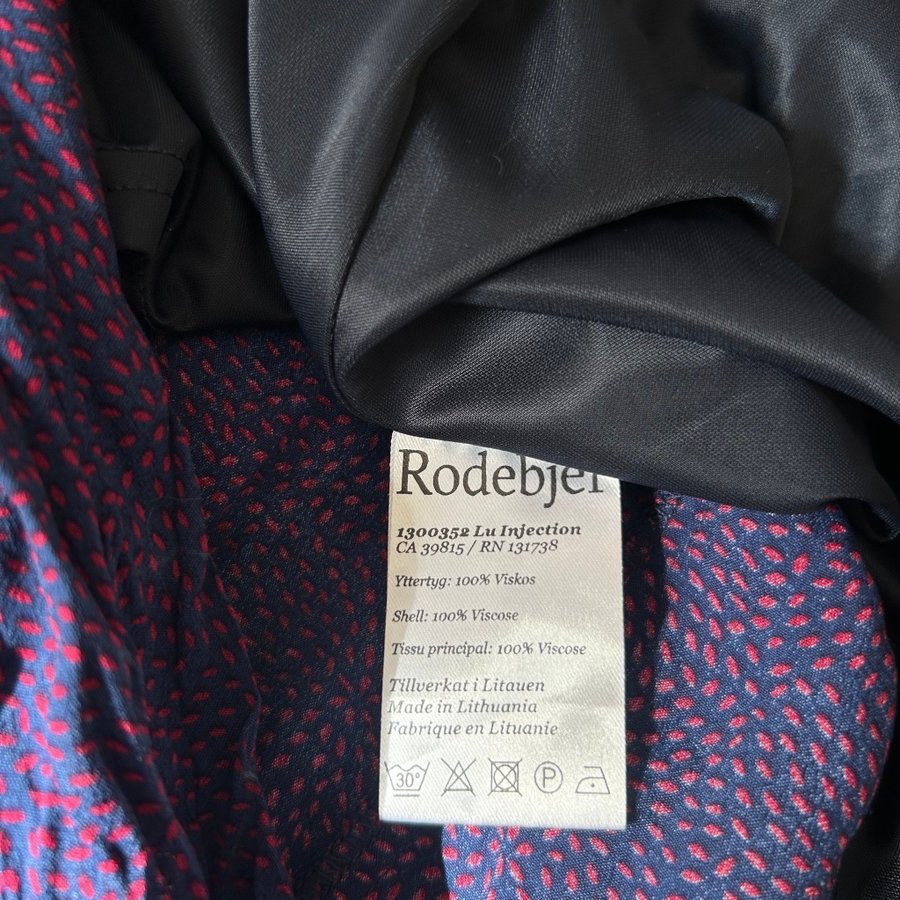 Rodebjer
1300352 Lu Injection
CA 39815 / RN 131738
Yttertyg: 100% Viskos
Shell: 100% Viscose
Tissu principal: 100% Viscose
Tillverkat i Litauen
Made in Lithuania
Fabrique en Lituanie
30° P